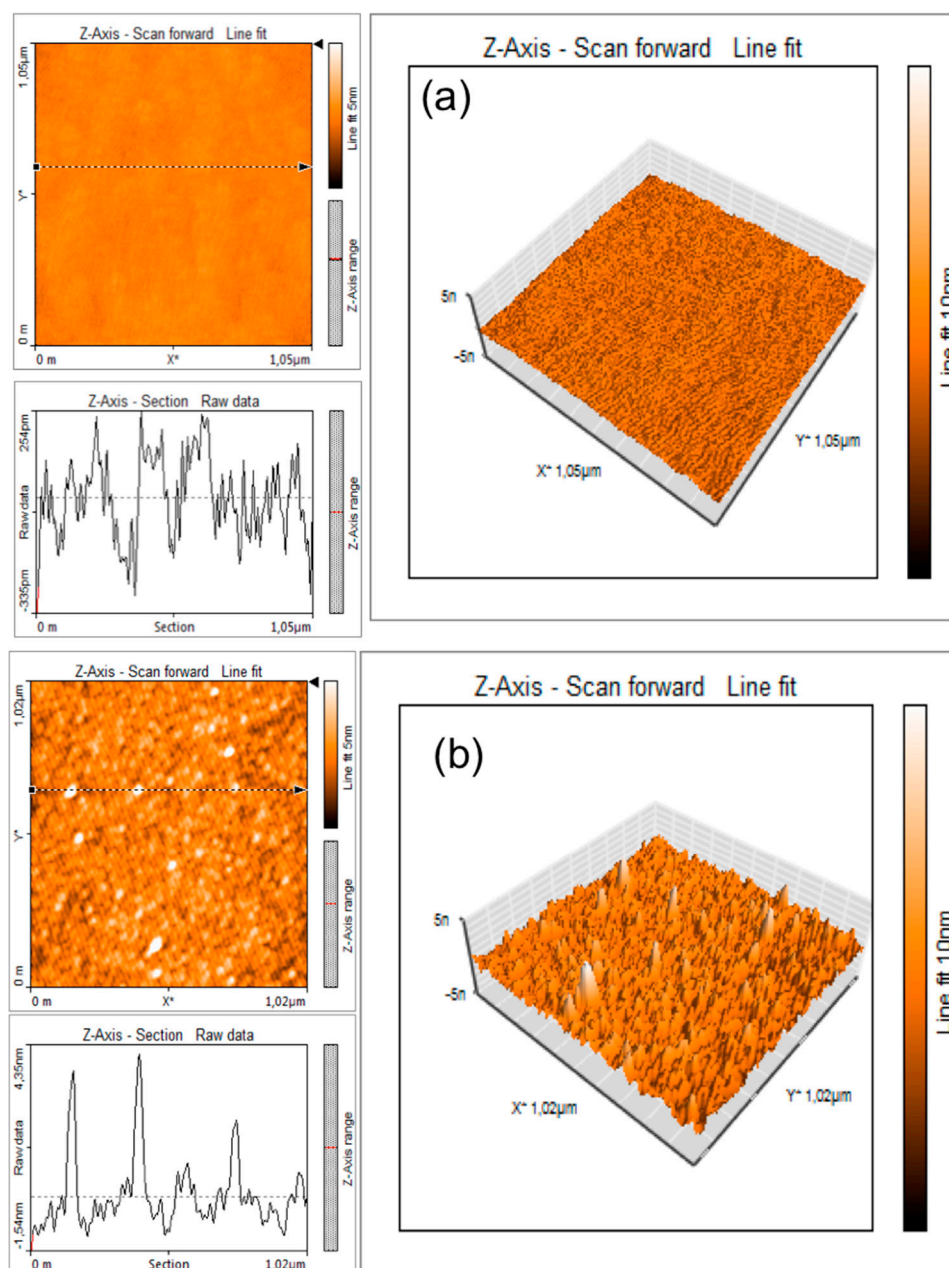 Z-Axis - Scan forward Line fit
1,05µm
Y*
0 m
0 m X* 1,05µm
Line fit 5nm
Z-Axis range
Z-Axis - Section Raw data
254pm
Raw data
-335pm
0 m Section 1,05µm
Z-Axis range
Z-Axis - Scan forward Line fit
(a)
5n
-5n
X* 1,05µm
Y* 1,05µm
Line fit 10nm
Z-Axis - Scan forward Line fit
1,02µm
Y*
0 m
0 m X* 1,02µm
Line fit 5nm
Z-Axis range
Z-Axis - Section Raw data
4,35nm
Raw data
-1,54nm
0 m Section 1,02µm
Z-Axis range
Z-Axis - Scan forward Line fit
(b)
5n
-5n
X* 1,02µm
Y* 1,02µm
Line fit 10nm